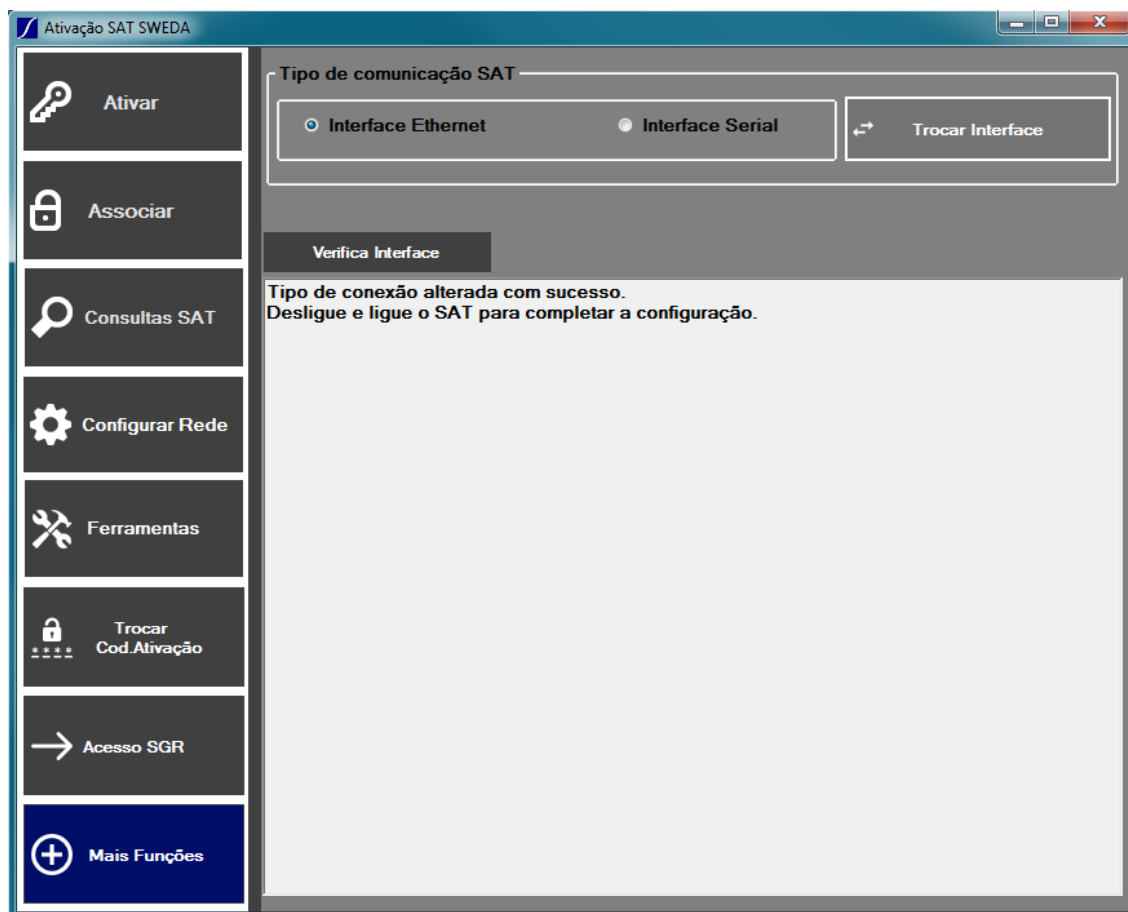 Ativação SAT SWEDA
Ativar
Associar
Consultas SAT
Configurar Rede
Ferramentas
Trocar
****
Cod.Ativação
Acesso SGR
Mais Funções
Tipo de comunicação SAT
Interface Ethernet
Interface Serial
Trocar Interface
Verifica Interface
Tipo de conexão alterada com sucesso.
Desligue e ligue o SAT para completar a configuração.